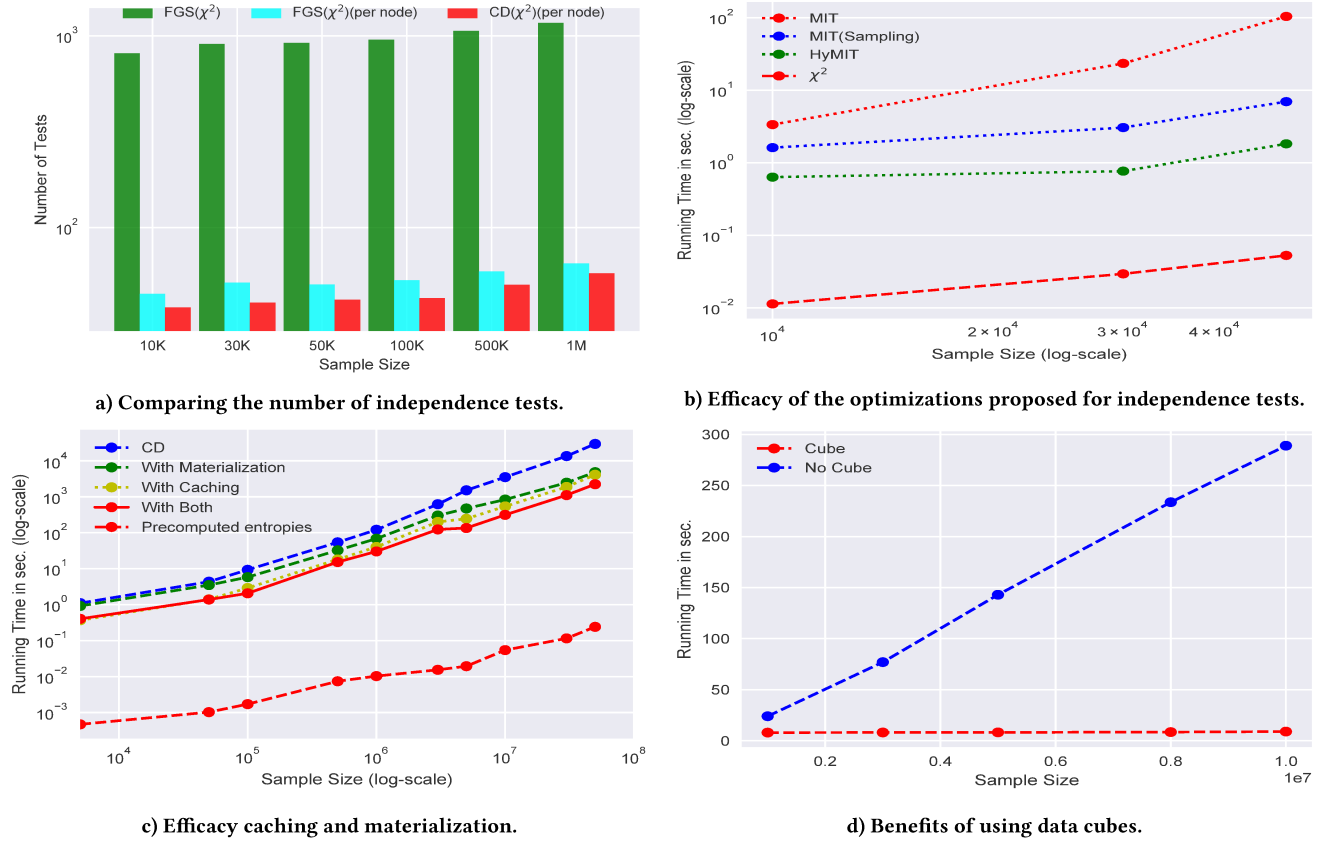 FGS(χ²) FGS(χ²)(per node) CD(χ²)(per node)
10³
10²
Number of Tests
10K 30K 50K 100K 500K 1M
Sample Size
a) Comparing the number of independence tests.
MIT
MIT(Sampling)
HyMIT
χ²
10²
10¹
10⁰
10⁻¹
10⁻²
Running Time in sec. (log-scale)
10⁴ 2 × 10⁴ 3 × 10⁴ 4 × 10⁴
Sample Size (log-scale)
b) Efficacy of the optimizations proposed for independence tests.
CD
With Materialization
With Caching
With Both
Precomputed entropies
10⁴
10³
10²
10¹
10⁰
10⁻¹
10⁻²
10⁻³
Running Time in sec. (log-scale)
10⁴ 10⁵ 10⁶ 10⁷ 10⁸
Sample Size (log-scale)
c) Efficacy caching and materialization.
Cube
No Cube
300
250
200
150
100
50
0
Running Time in sec.
0.2 0.4 0.6 0.8 1.0
1e7
Sample Size
d) Benefits of using data cubes.